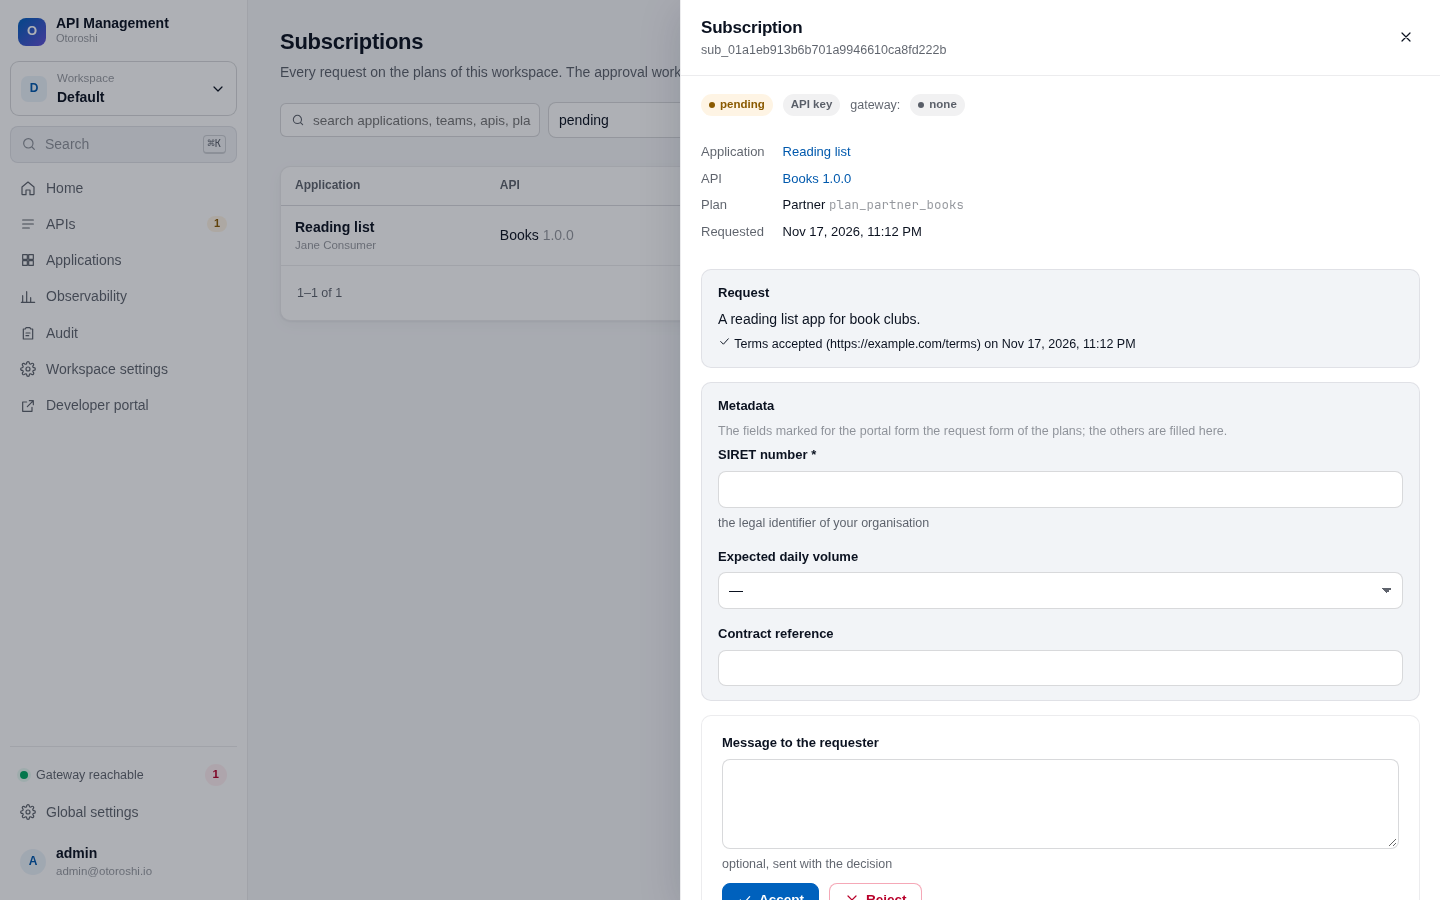 O
API Management
Otoroshi
Workspace
D
Default
Search
⌘K
Home
APIs
1
Applications
Observability
Audit
Workspace settings
Developer portal
Gateway reachable
1
Global settings
A
admin
admin@otoroshi.io
Subscriptions
Every request on the plans of this workspace. The approval work
search applications, teams, apis, pla
pending
Application
API
Reading list
Jane Consumer
Books 1.0.0
1–1 of 1
Subscription
sub_01a1eb913b6b701a9946610ca8fd222b
pending
API key
gateway:
none
Application
Reading list
API
Books 1.0.0
Plan
Partner plan_partner_books
Requested
Nov 17, 2026, 11:12 PM
Request
A reading list app for book clubs.
Terms accepted (https://example.com/terms) on Nov 17, 2026, 11:12 PM
Metadata
The fields marked for the portal form the request form of the plans; the others are filled here.
SIRET number *
the legal identifier of your organisation
Expected daily volume
—
Contract reference
Message to the requester
optional, sent with the decision
Accept
Reject